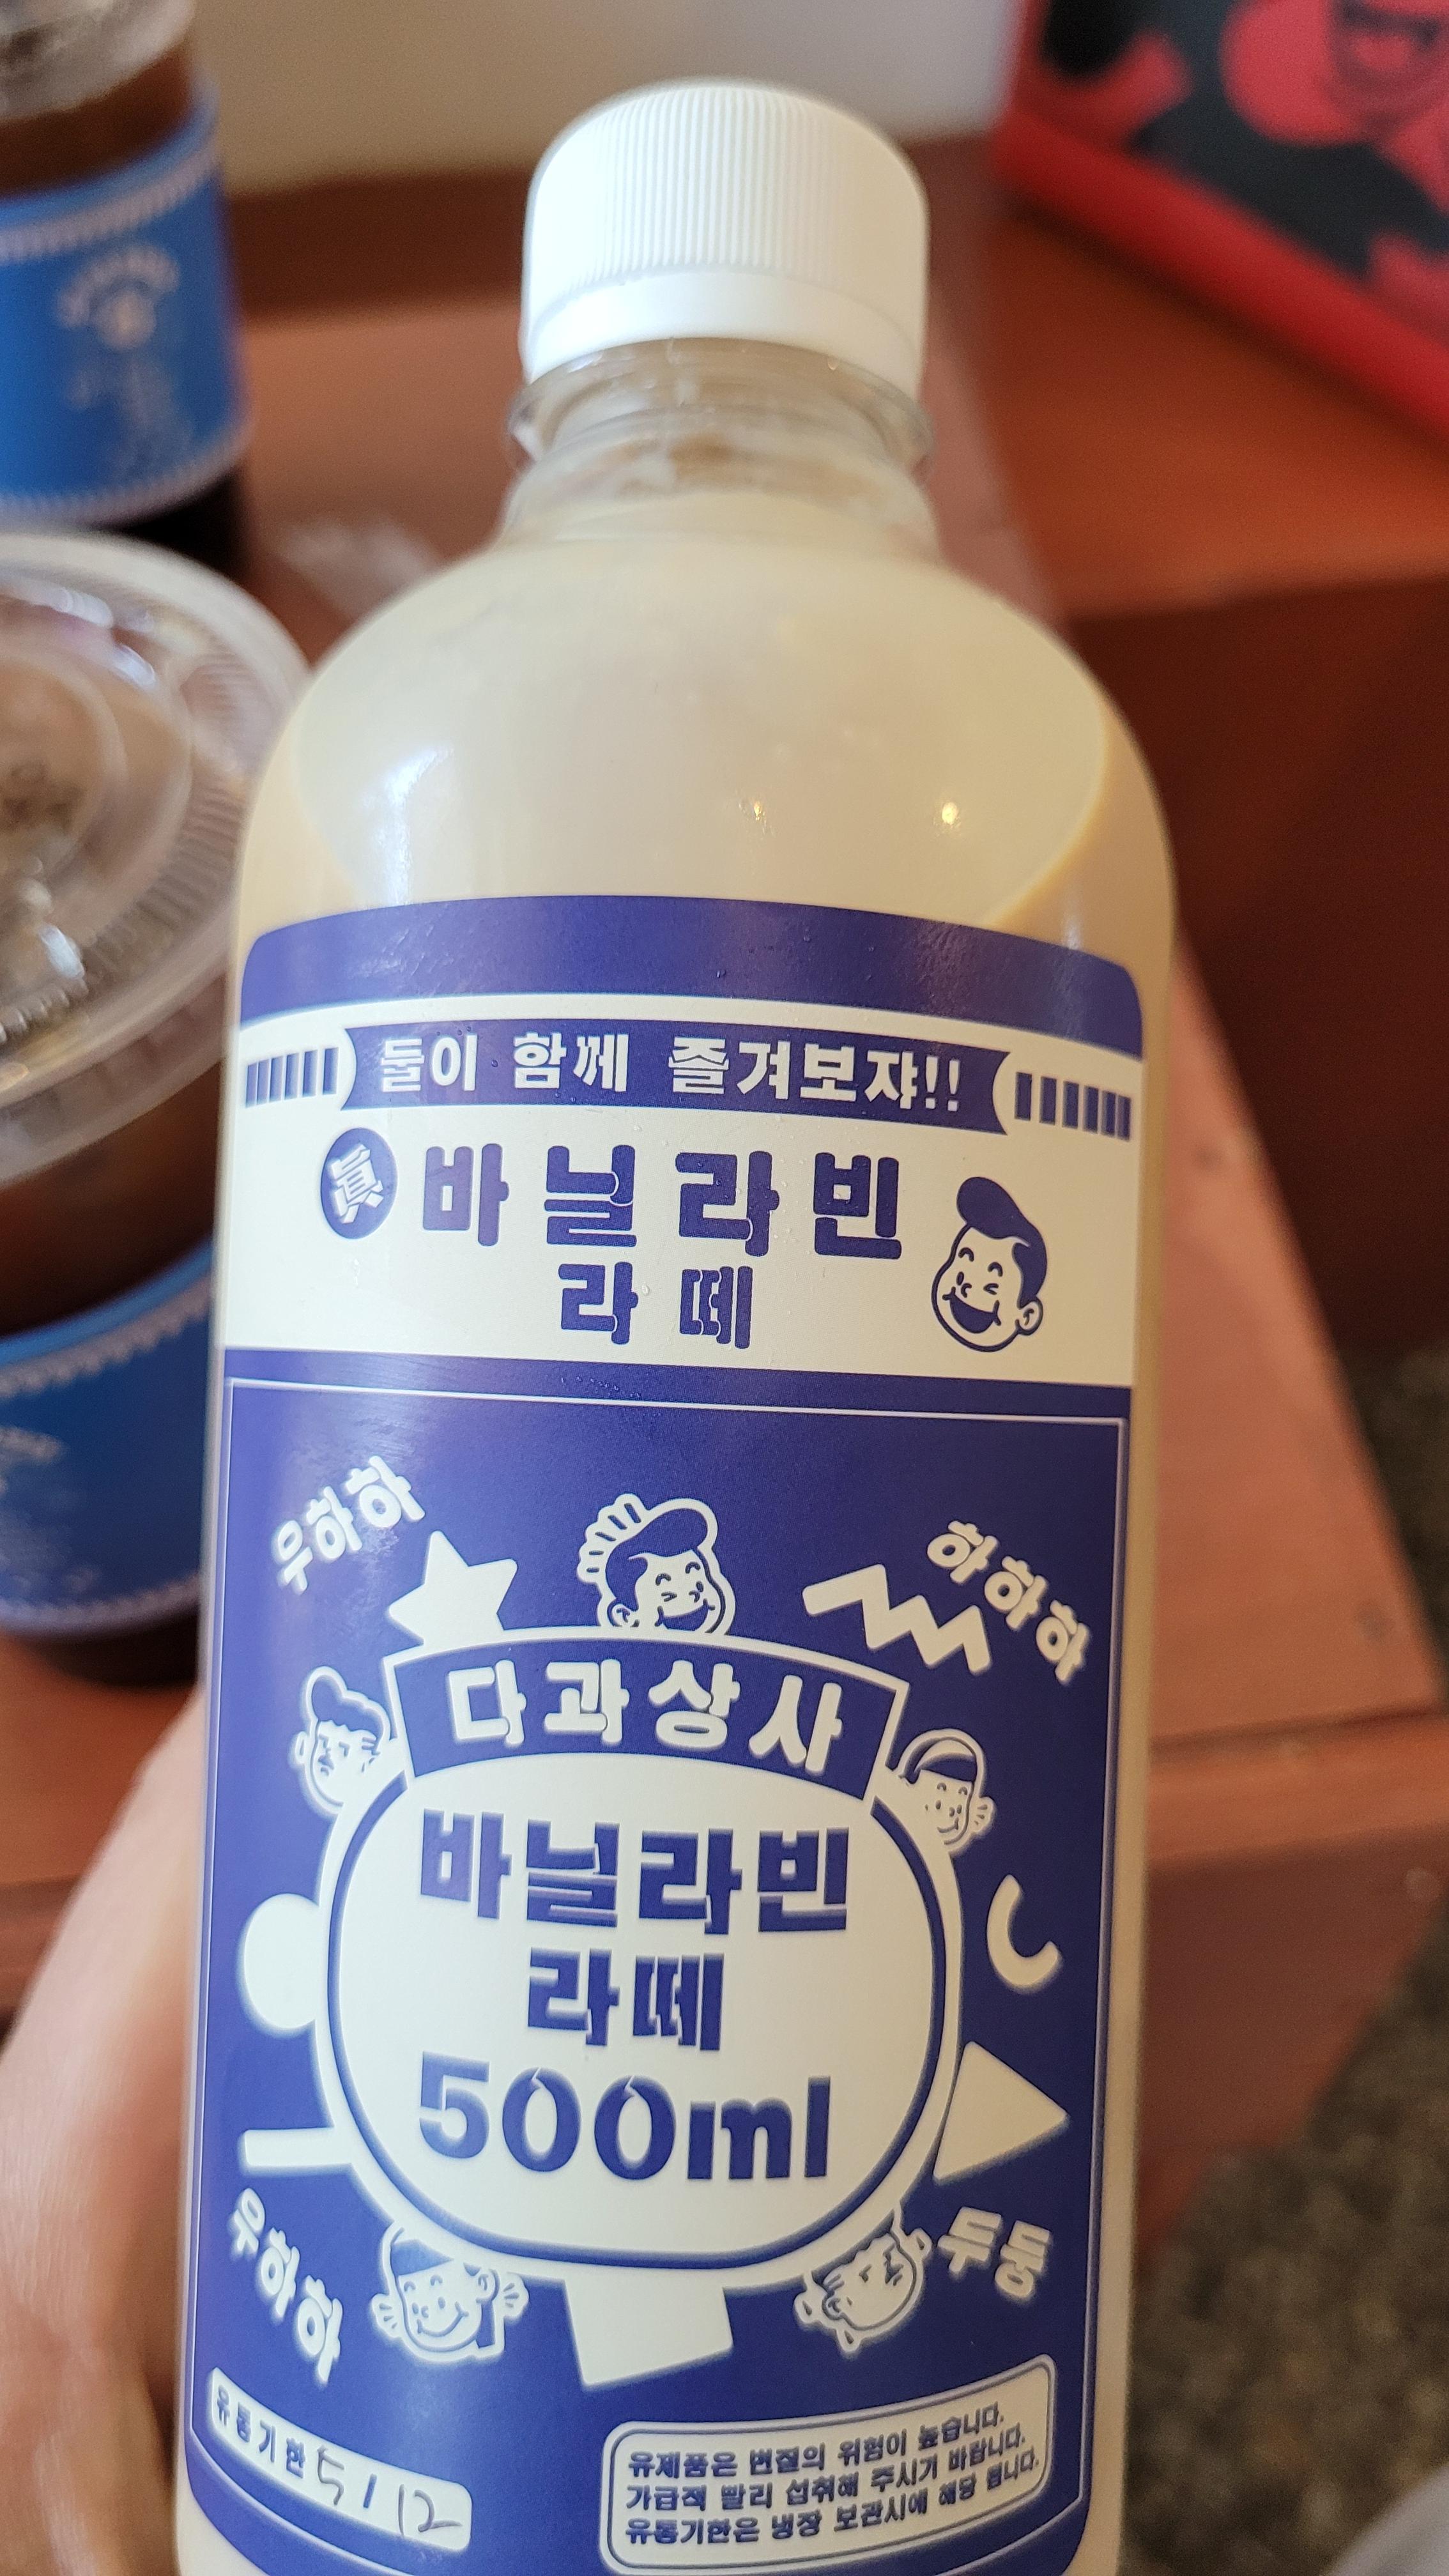 둘이 함께 즐겨보쟈!!
眞 바닐라빈
라떼
우하하
하하하
다과상사
바닐라빈
라떼
500ml
우하하
두둥
유통기한 5 / 12
유제품은 변질의 위험이 높습니다.
가급적 빨리 섭취해 주시기 바랍니다.
유통기한은 냉장 보관시에 해당 됩니다.